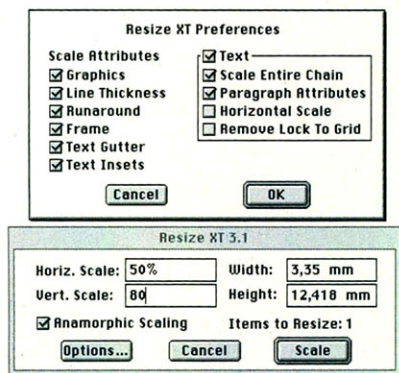 Resize XT Preferences
Scale Attributes
Graphics
Line Thickness
Runaround
Frame
Text Gutter
Text Insets
Text
Scale Entire Chain
Paragraph Attributes
Horizontal Scale
Remove Lock To Grid
Cancel
OK
Resize XT 3.1
Horiz. Scale: 50% Width: 3,35 mm
Vert. Scale: 80 Height: 12,418 mm
Anamorphic Scaling Items to Resize: 1
Options... Cancel Scale